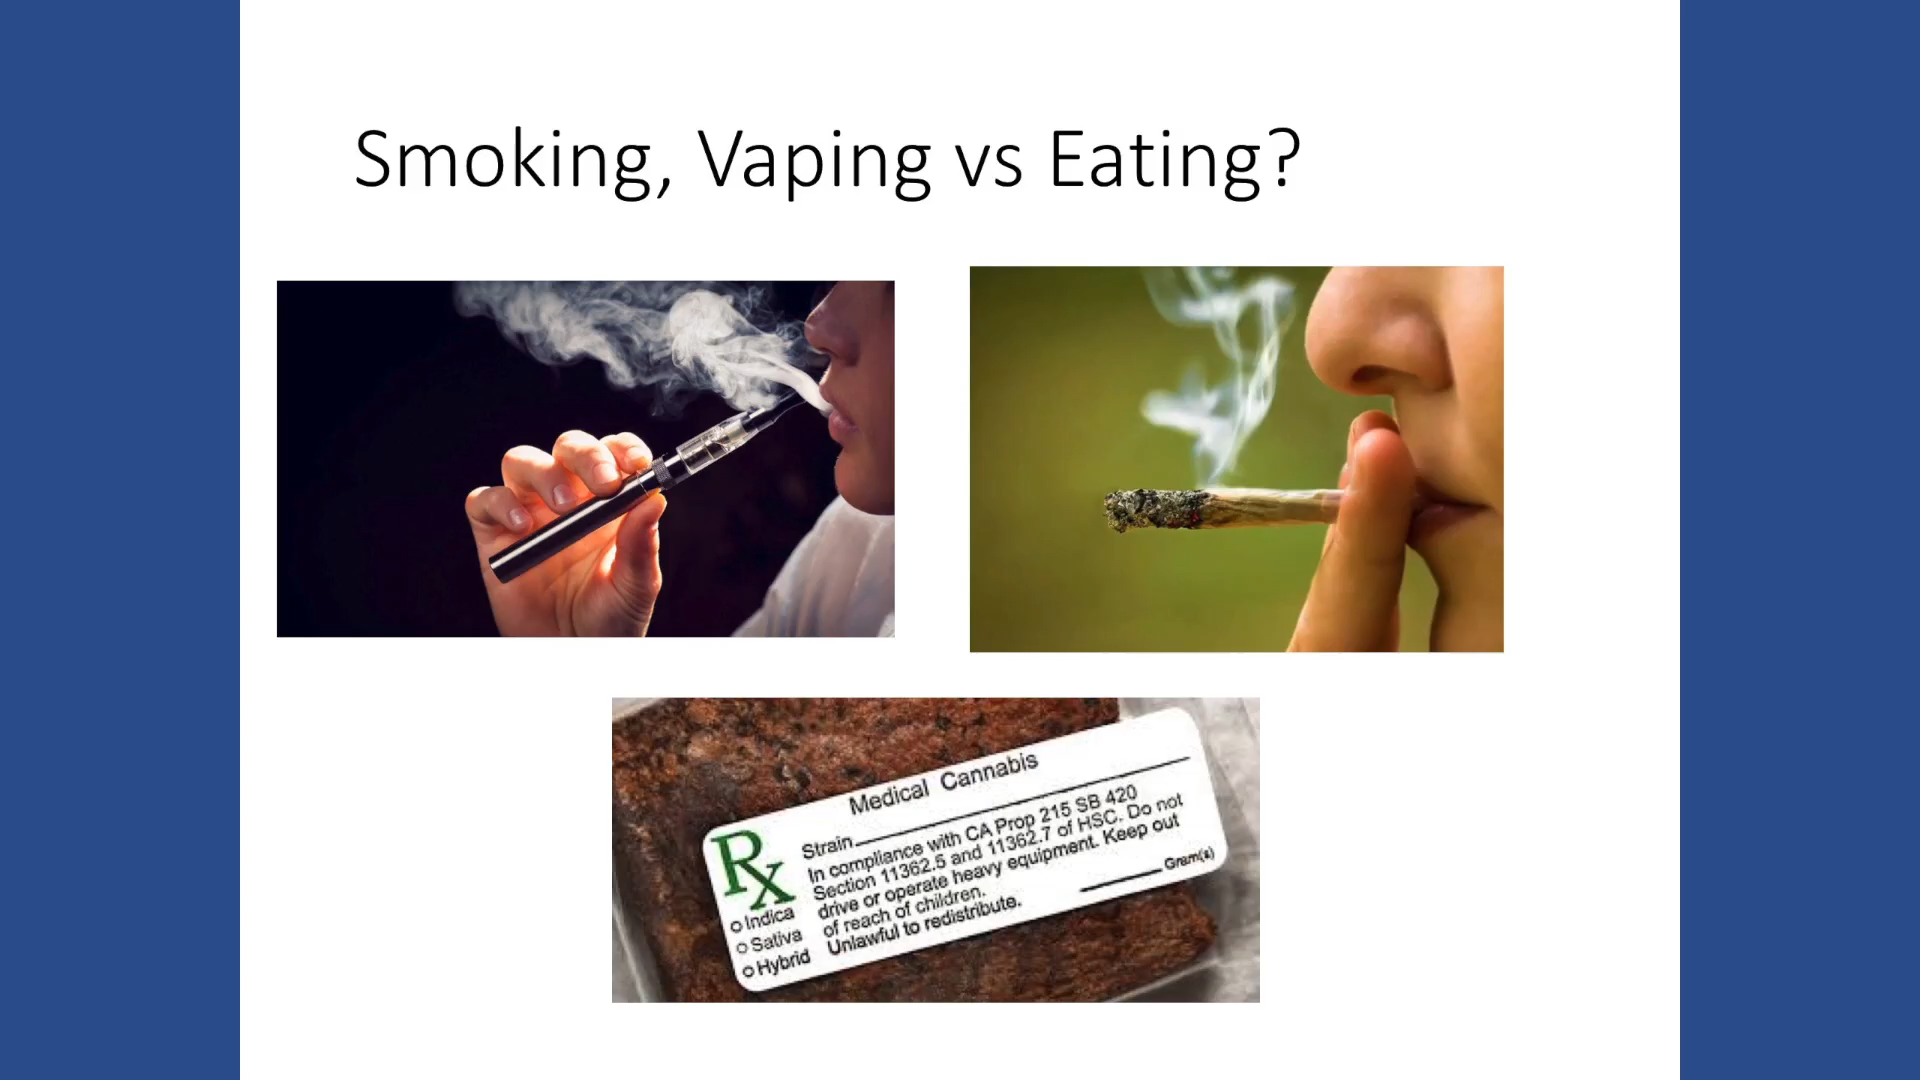 Smoking, Vaping vs Eating?
Medical Cannabis
Rx
Strain
In compliance with CA Prop 215 SB 420
Section 11362.5 and 11362.7 of HSC. Do not
drive or operate heavy equipment. Keep out
of reach of children.
Unlawful to redistribute.
Gram(s)
Indica
Sativa
Hybrid